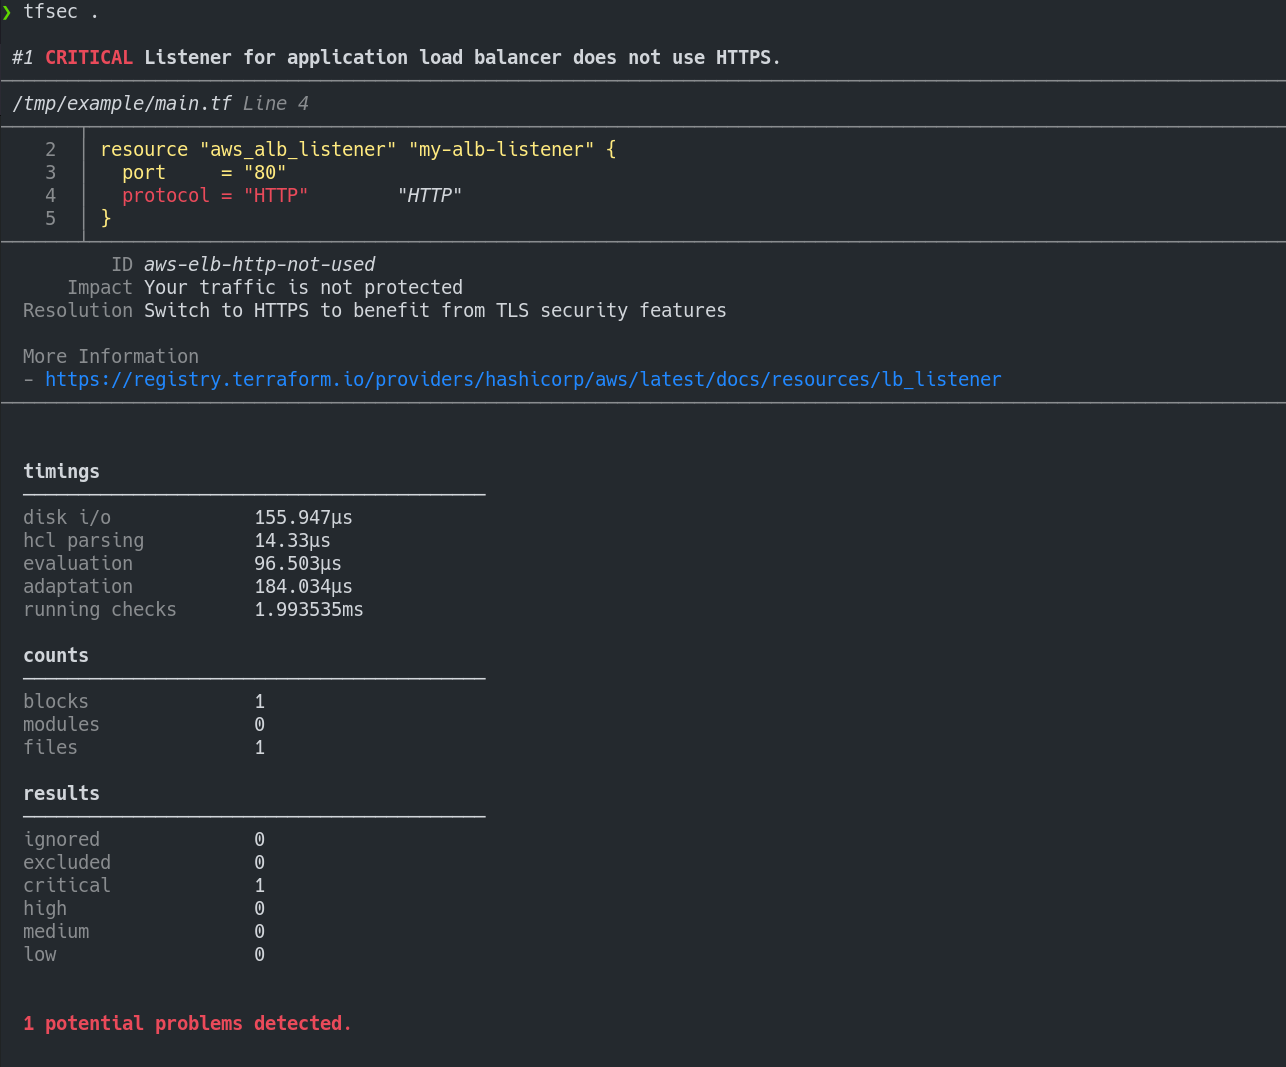 ❯ tfsec .
#1 CRITICAL Listener for application load balancer does not use HTTPS.
/tmp/example/main.tf Line 4
2 resource "aws_alb_listener" "my-alb-listener" {
3 port     = "80"
4 protocol = "HTTP"        "HTTP"
5 }
ID aws-elb-http-not-used
Impact Your traffic is not protected
Resolution Switch to HTTPS to benefit from TLS security features
More Information
- https://registry.terraform.io/providers/hashicorp/aws/latest/docs/resources/lb_listener
timings
disk i/o 155.947µs
hcl parsing 14.33µs
evaluation 96.503µs
adaptation 184.034µs
running checks 1.993535ms
counts
blocks 1
modules 0
files 1
results
ignored 0
excluded 0
critical 1
high 0
medium 0
low 0
1 potential problems detected.